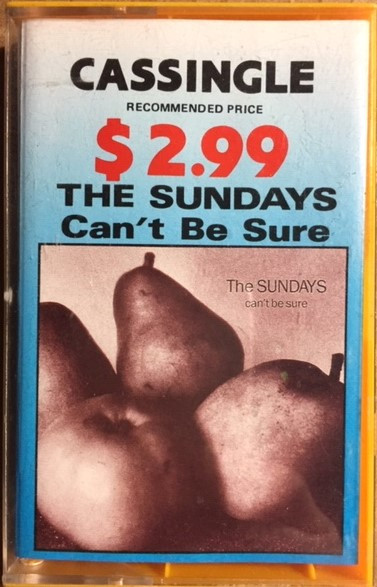 CASSINGLE
RECOMMENDED PRICE
$2.99
THE SUNDAYS
Can't Be Sure
The SUNDAYS
can't be sure